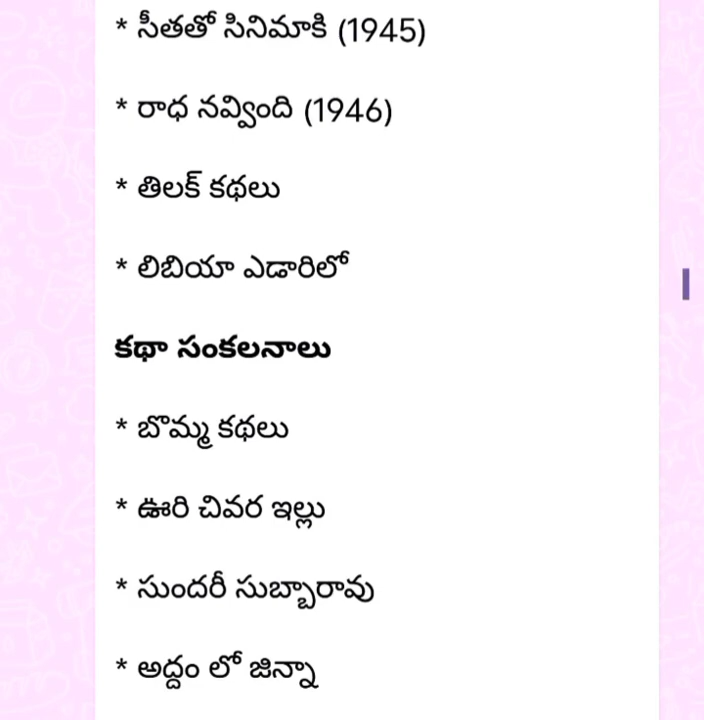 * సీతతో సినిమాకి (1945)
* రాధ నవ్వింది (1946)
* తిలక్ కథలు
* లిబియా ఎడారిలో
కథా సంకలనాలు
* బొమ్మ కథలు
* ఊరి చివర ఇల్లు
* సుందరీ సుబ్బారావు
* అద్దం లో జిన్నా